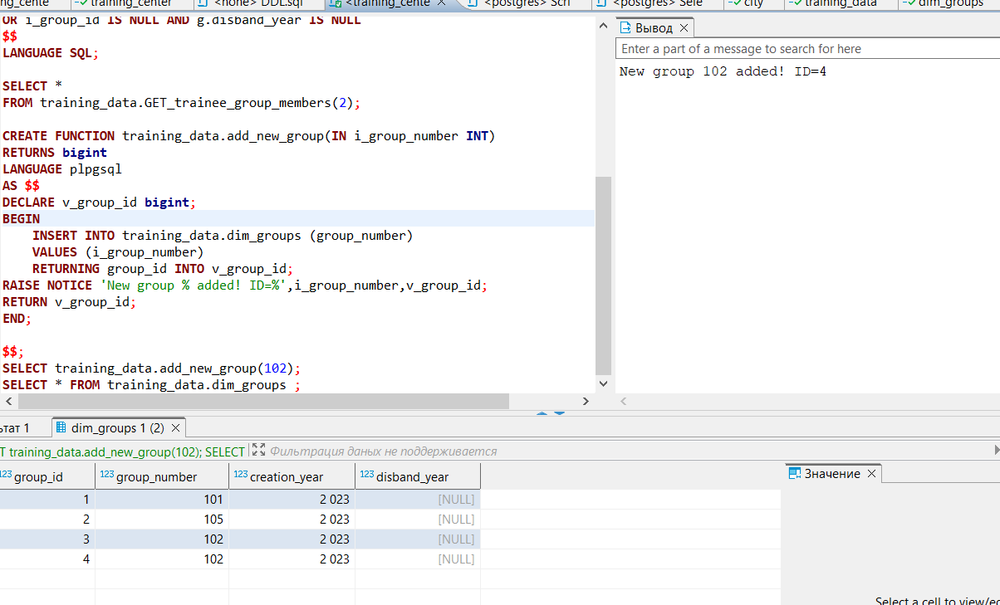 training_center
<none> DDL.sql
<training_cente
<postgres> Scri
<postgres> Sele
city
training_data
dim_groups
OR i_group_id IS NULL AND g.disband_year IS NULL
$$
LANGUAGE SQL;
SELECT *
FROM training_data.GET_trainee_group_members(2);
CREATE FUNCTION training_data.add_new_group(IN i_group_number INT)
RETURNS bigint
LANGUAGE plpgsql
AS $$
DECLARE v_group_id bigint;
BEGIN
INSERT INTO training_data.dim_groups (group_number)
VALUES (i_group_number)
RETURNING group_id INTO v_group_id;
RAISE NOTICE 'New group % added! ID=%',i_group_number,v_group_id;
RETURN v_group_id;
END;
$$;
SELECT training_data.add_new_group(102);
SELECT * FROM training_data.dim_groups ;
Вывод
Enter a part of a message to search for here
New group 102 added! ID=4
ьтат 1
dim_groups 1 (2)
T training_data.add_new_group(102); SELECT
Фильтрация даных не поддерживается
123 group_id 123 group_number 123 creation_year 123 disband_year
1 101 2 023 [NULL]
2 105 2 023 [NULL]
3 102 2 023 [NULL]
4 102 2 023 [NULL]
Значение
Select a cell to view/ec